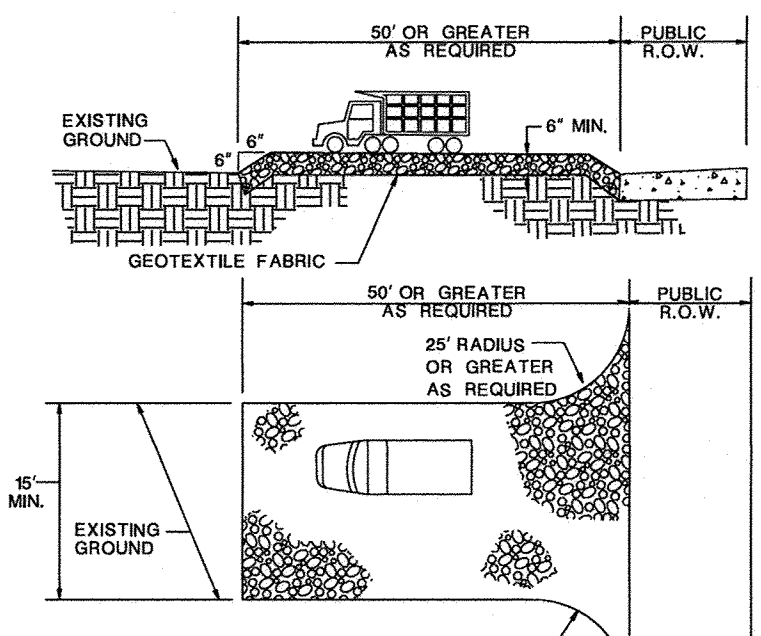 50' OR GREATER
AS REQUIRED
PUBLIC
R.O.W.
EXISTING
GROUND
6"
6"
6" MIN.
GEOTEXTILE FABRIC
50' OR GREATER
AS REQUIRED
PUBLIC
R.O.W.
25' RADIUS
OR GREATER
AS REQUIRED
15'
MIN.
EXISTING
GROUND